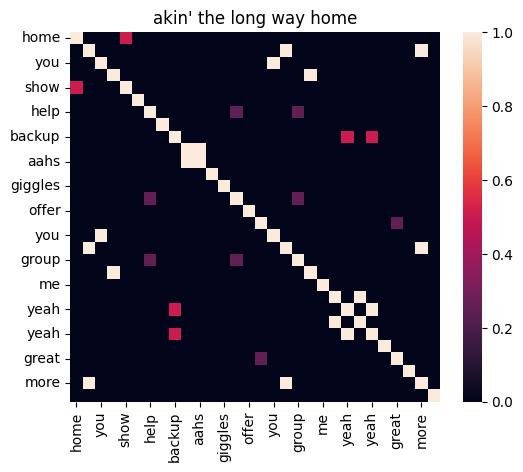 akin' the long way home
home
you
show
help
backup
aahs
giggles
offer
you
group
me
yeah
yeah
great
more
1.0
0.8
0.6
0.4
0.2
0.0
home
you
show
help
backup
aahs
giggles
offer
you
group
me
yeah
yeah
great
more